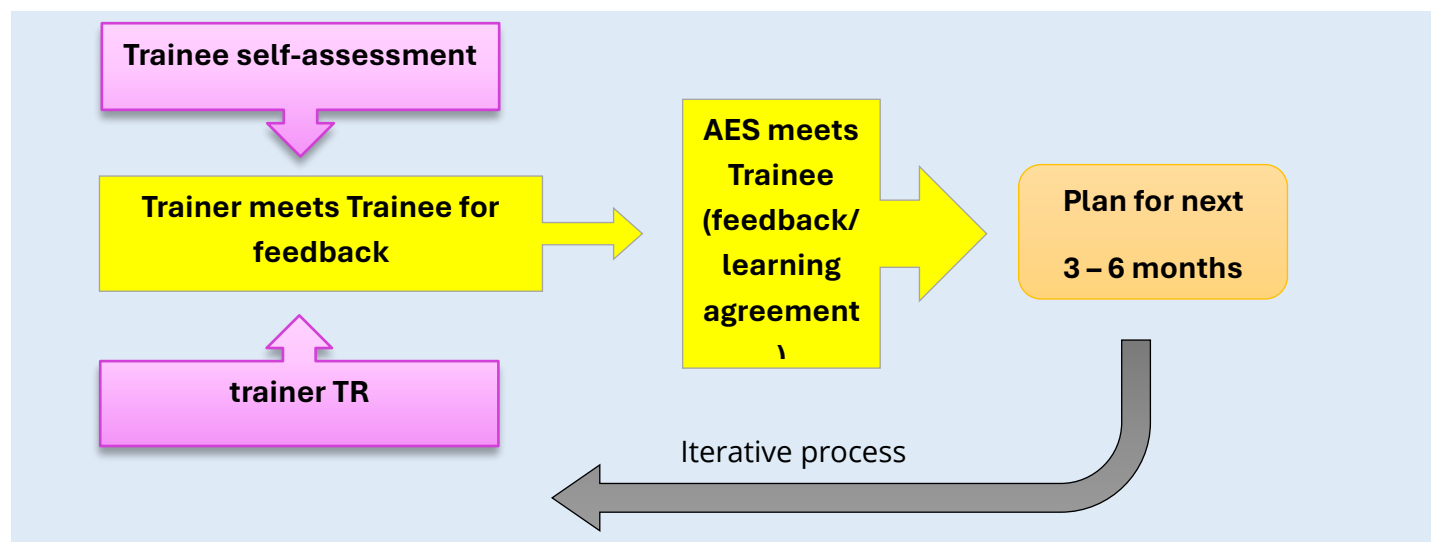 Trainee self-assessment
Trainer meets Trainee for
feedback
trainer TR
AES meets
Trainee
(feedback/
learning
agreement
)
Plan for next
3 – 6 months
Iterative process